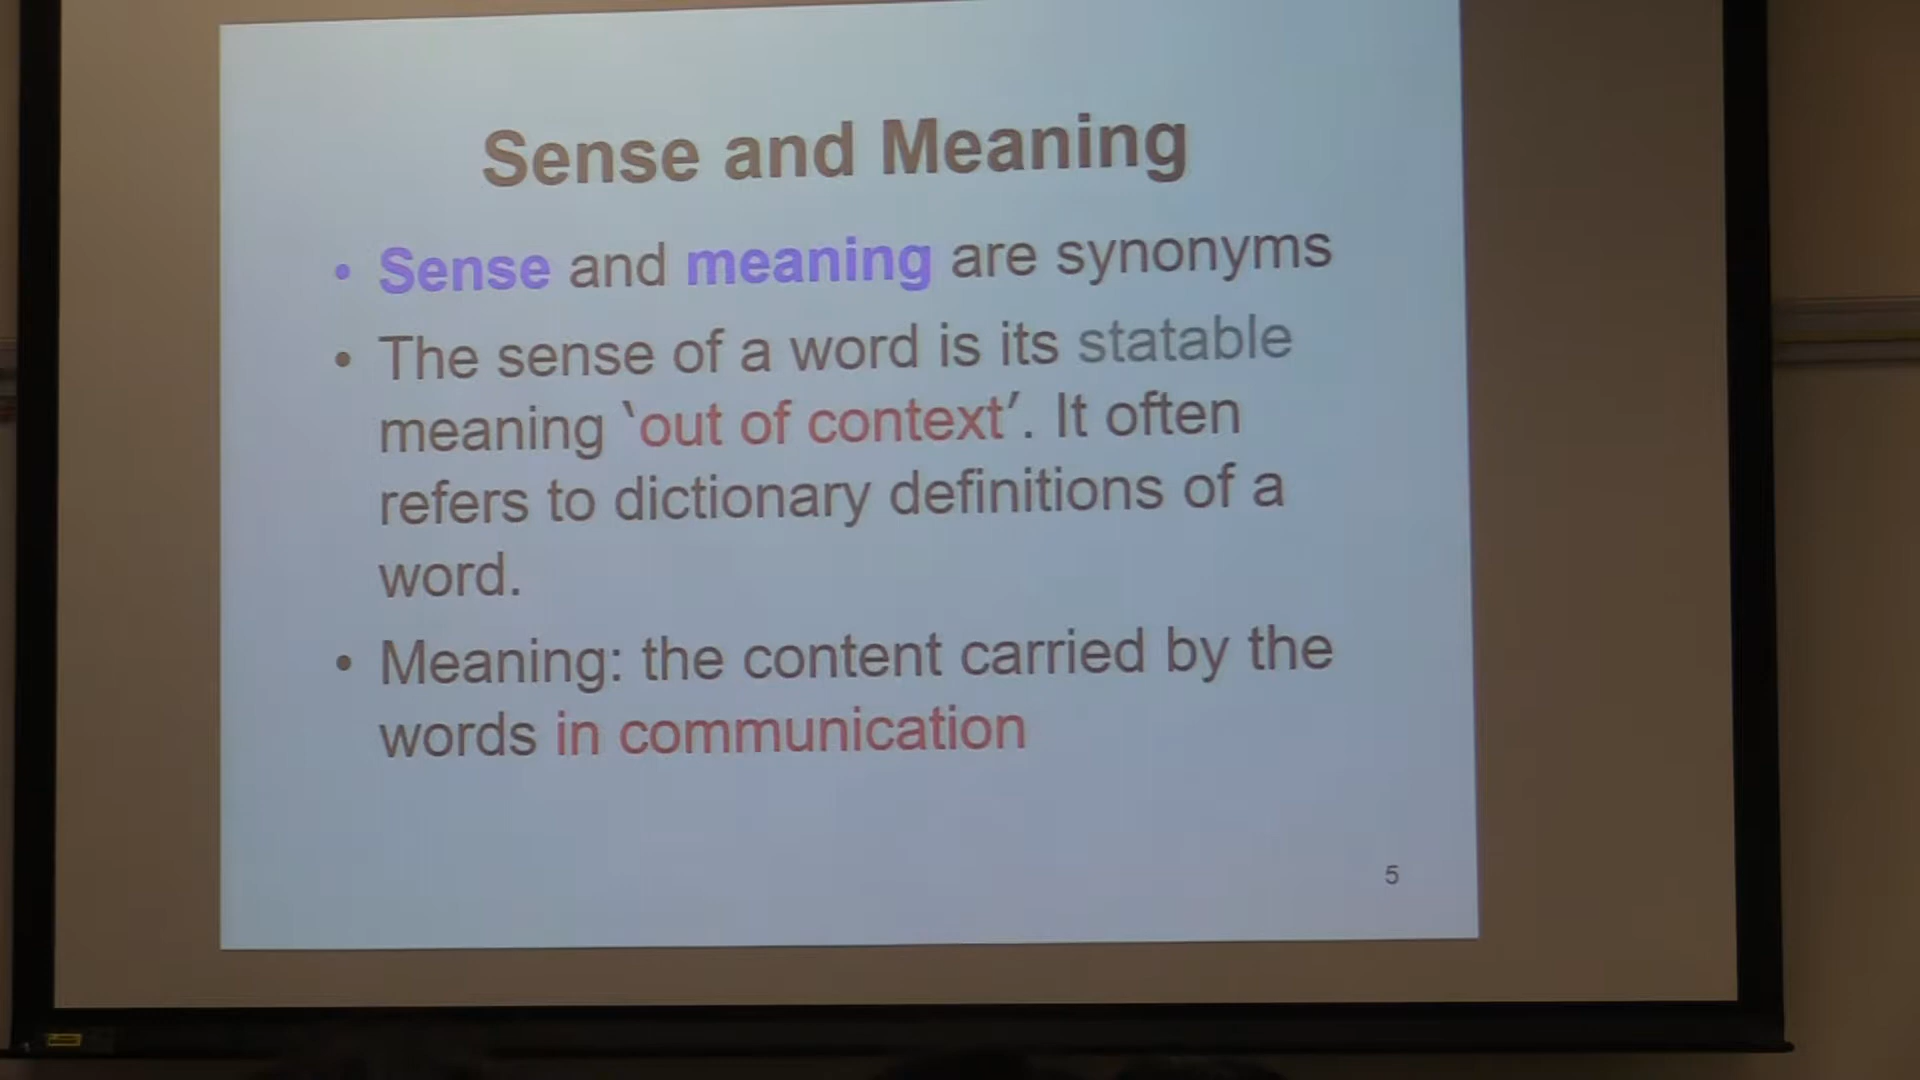 Sense and Meaning
• Sense and meaning are synonyms
• The sense of a word is its statable
meaning ‛out of context’. It often
refers to dictionary definitions of a
word.
• Meaning: the content carried by the
words in communication
5